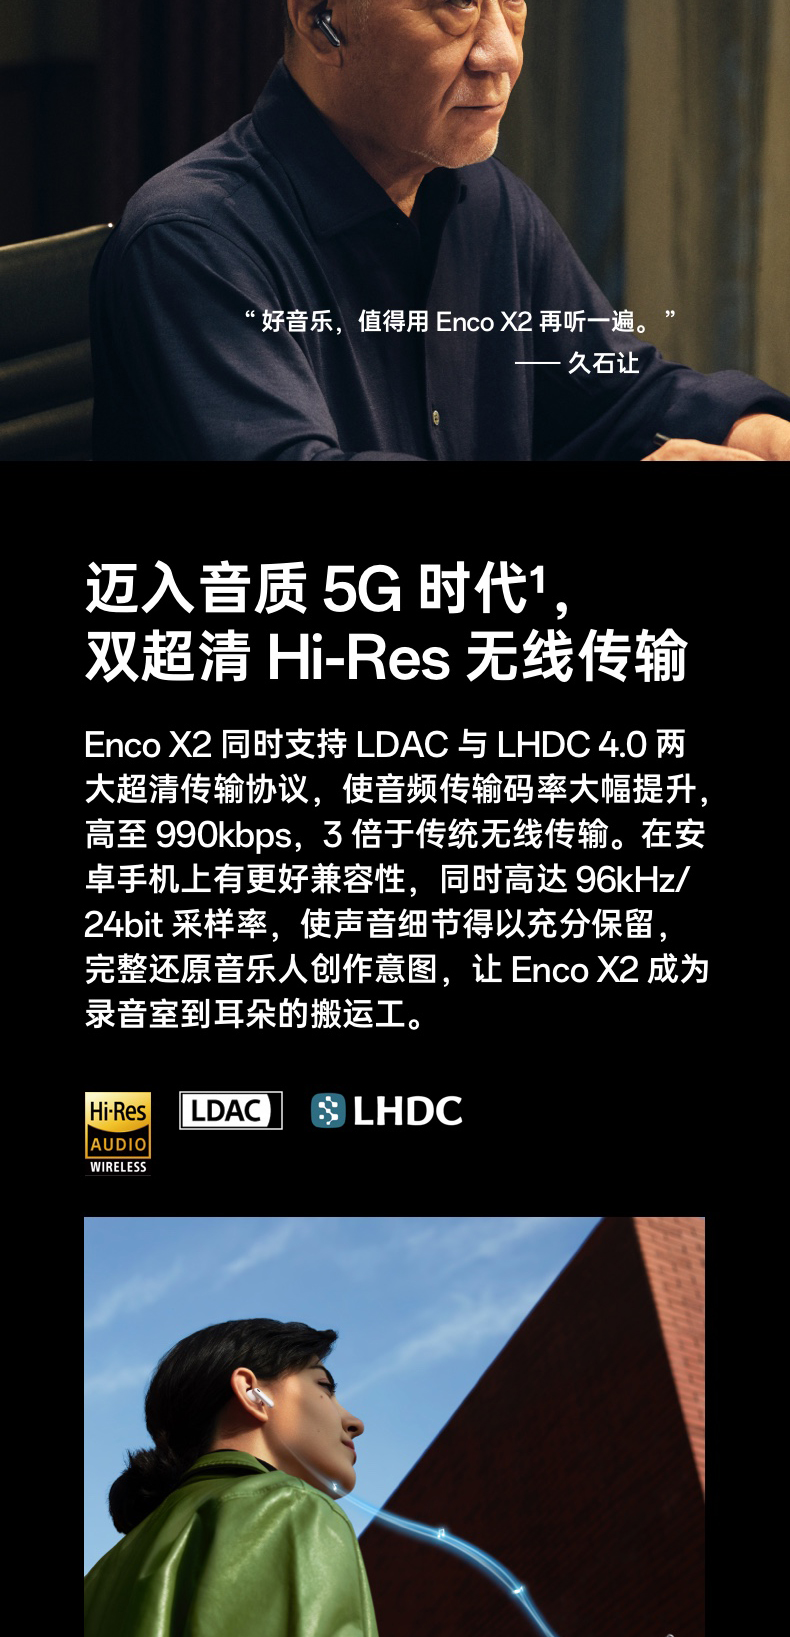 “ 好音乐，值得用 Enco X2 再听一遍。”
—— 久石让
迈入音质 5G 时代¹，
双超清 Hi-Res 无线传输
Enco X2 同时支持 LDAC 与 LHDC 4.0 两
大超清传输协议，使音频传输码率大幅提升，
高至 990kbps，3 倍于传统无线传输。在安
卓手机上有更好兼容性，同时高达 96kHz/
24bit 采样率，使声音细节得以充分保留，
完整还原音乐人创作意图，让 Enco X2 成为
录音室到耳朵的搬运工。
Hi-Res
AUDIO
WIRELESS
LDAC
LHDC